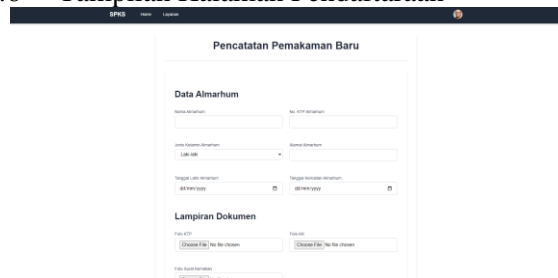 Tampilan Halaman Pendaftaraan
SPKS Home Layanan
Pencatatan Pemakaman Baru
Data Almarhum
Nama Almarhum No. KTP Almarhum
Jenis Kelamin Almarhum Alamat Almarhum
Laki-laki
Tanggal Lahir Almarhum Tanggal Kematian Almarhum
dd/mm/yyyy dd/mm/yyyy
Lampiran Dokumen
Foto KTP Foto KK
Choose File No file chosen Choose File No file chosen
Foto Surat Kematian